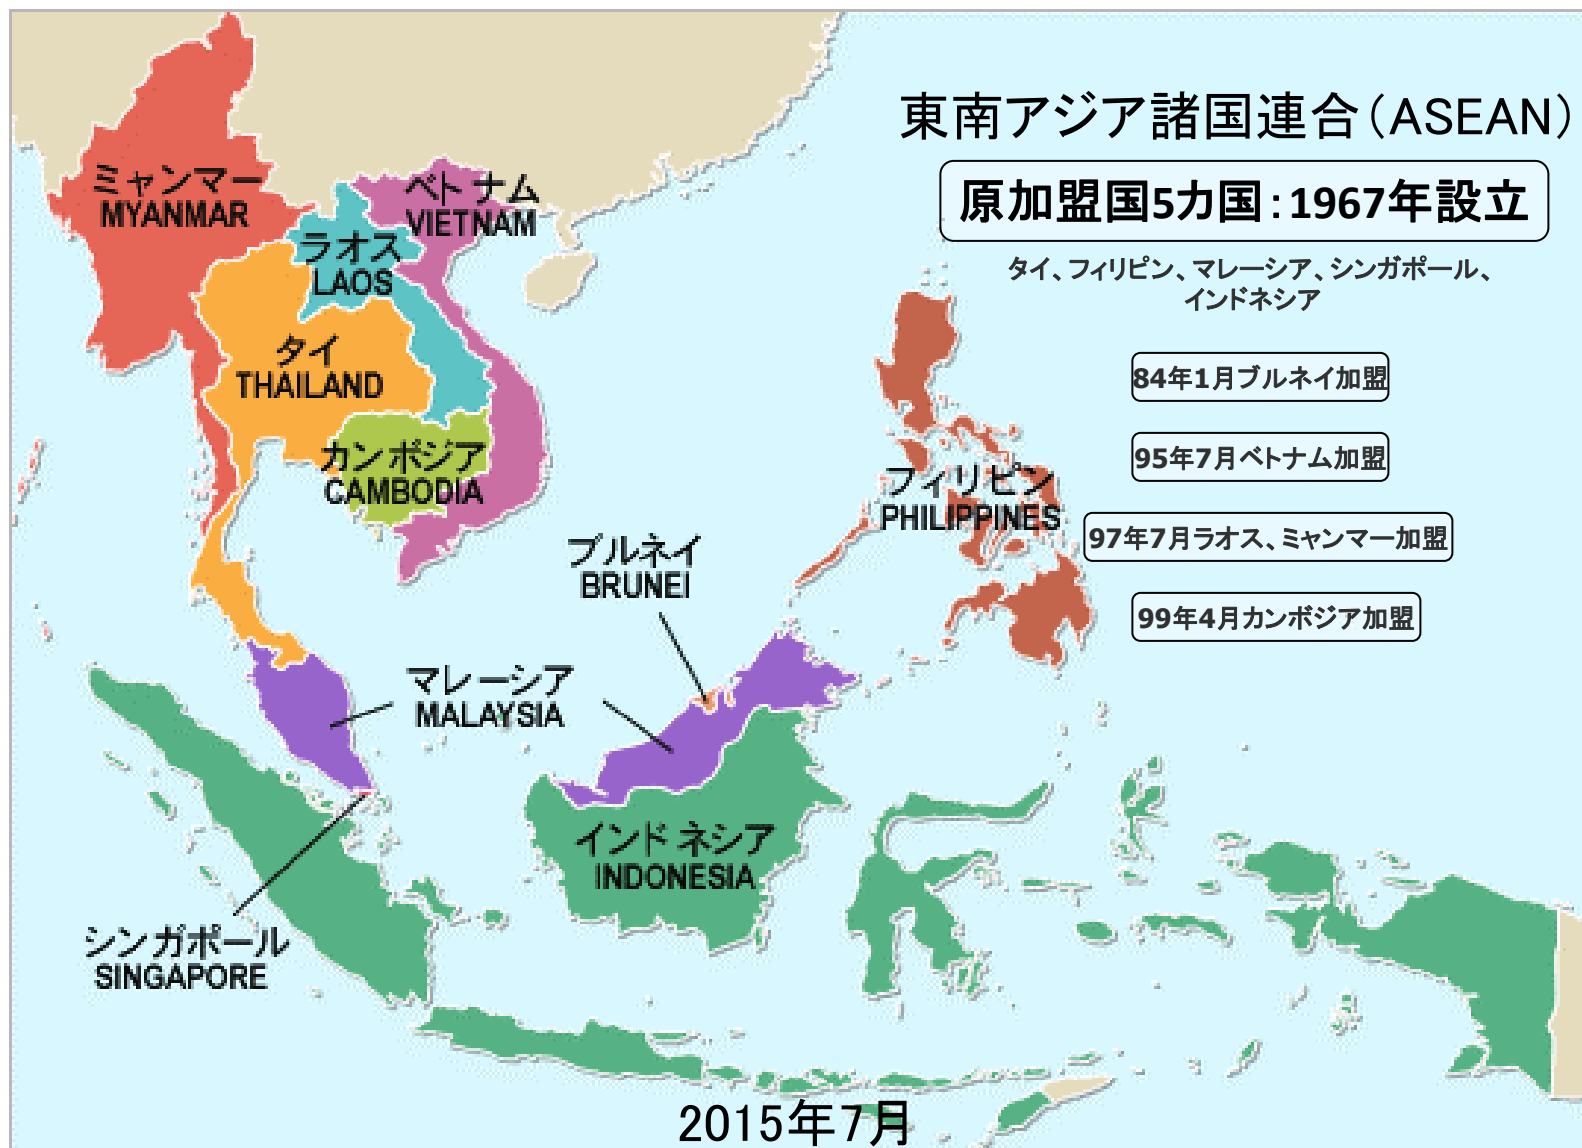 東南アジア諸国連合（ASEAN）
原加盟国5カ国：1967年設立
タイ、フィリピン、マレーシア、シンガポール、
インドネシア
84年1月ブルネイ加盟
95年7月ベトナム加盟
97年7月ラオス、ミャンマー加盟
99年4月カンボジア加盟
ミャンマー
MYANMAR
ベトナム
VIETNAM
ラオス
LAOS
タイ
THAILAND
カンボジア
CAMBODIA
フィリピン
PHILIPPINES
ブルネイ
BRUNEI
マレーシア
MALAYSIA
インドネシア
INDONESIA
シンガポール
SINGAPORE
2015年7月